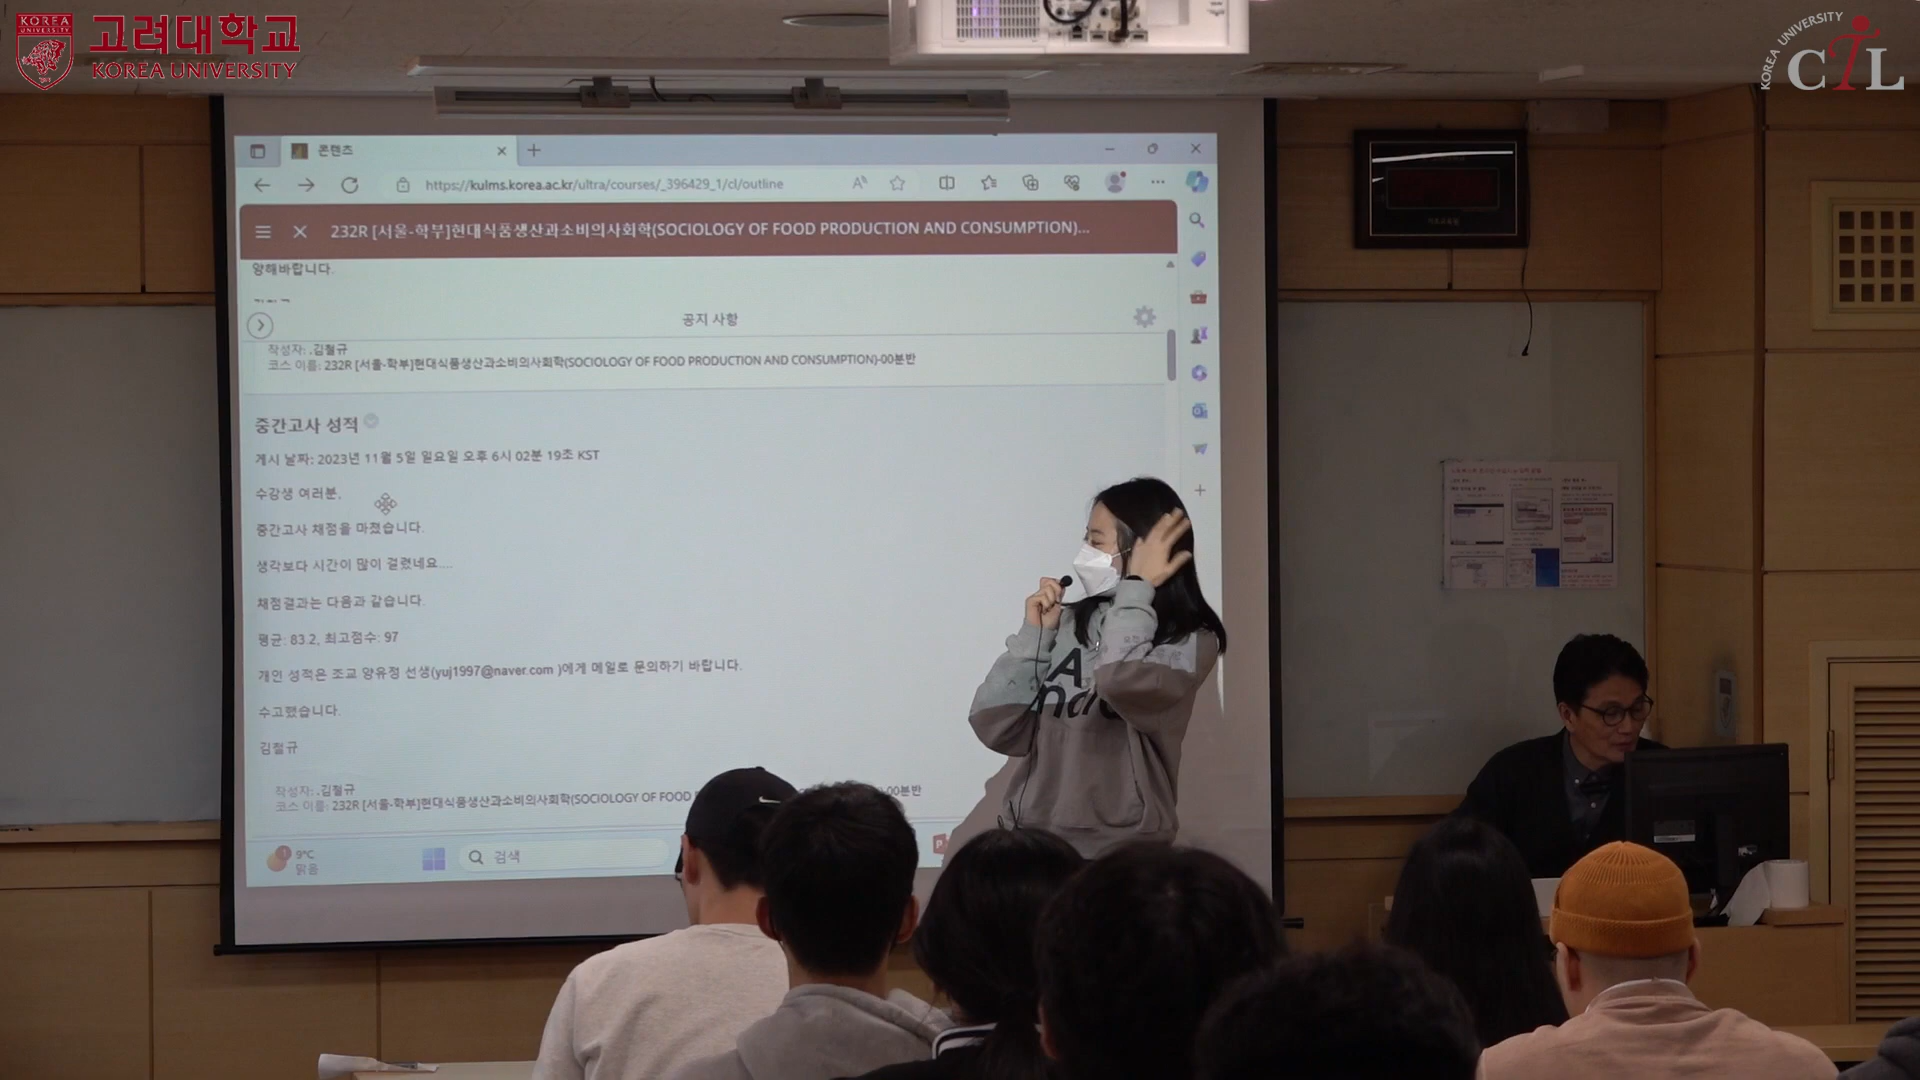 KOREA
UNIVERSITY
고려대학교
KOREA UNIVERSITY
KOREA UNIVERSITY
CTL
콘텐츠
https://kulms.korea.ac.kr/ultra/courses/_396429_1/cl/outline
232R [서울-학부]현대식품생산과소비의사회학(SOCIOLOGY OF FOOD PRODUCTION AND CONSUMPTION)...
양해바랍니다.
공지 사항
작성자: .김철규
코스 이름: 232R [서울-학부]현대식품생산과소비의사회학(SOCIOLOGY OF FOOD PRODUCTION AND CONSUMPTION)-00분반
중간고사 성적
게시 날짜: 2023년 11월 5일 일요일 오후 6시 02분 19초 KST
수강생 여러분,
중간고사 채점을 마쳤습니다.
생각보다 시간이 많이 걸렸네요....
채점결과는 다음과 같습니다.
평균: 83.2, 최고점수: 97
개인 성적은 조교 양유정 선생(yuj1997@naver.com )에게 메일로 문의하기 바랍니다.
수고했습니다.
김철규
작성자: .김철규
코스 이름: 232R [서울-학부]현대식품생산과소비의사회학(SOCIOLOGY OF FOOD 00분반
9°C
맑음
검색